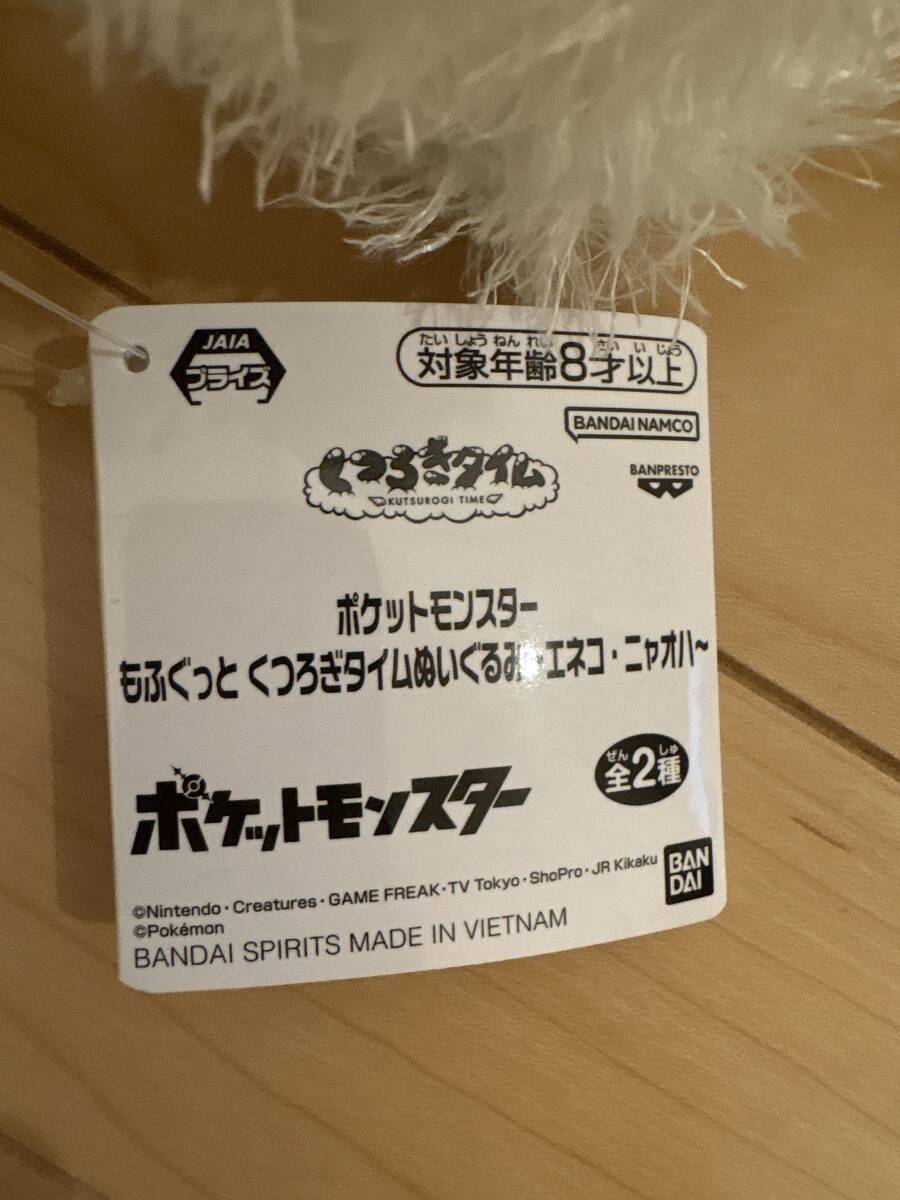 JAIA
プライズ
たいしょうねんれい さいいじょう
対象年齢8才以上
BANDAI NAMCO
くつろぎタイム
KUTSUROGI TIME
BANPRESTO
ポケットモンスター
もふぐっと くつろぎタイムぬいぐるみ～エネコ・ニャオハ～
ぜん しゅ
全2種
ポケットモンスター
BAN
DAI
©Nintendo・Creatures・GAME FREAK・TV Tokyo・ShoPro・JR Kikaku
©Pokémon
BANDAI SPIRITS MADE IN VIETNAM